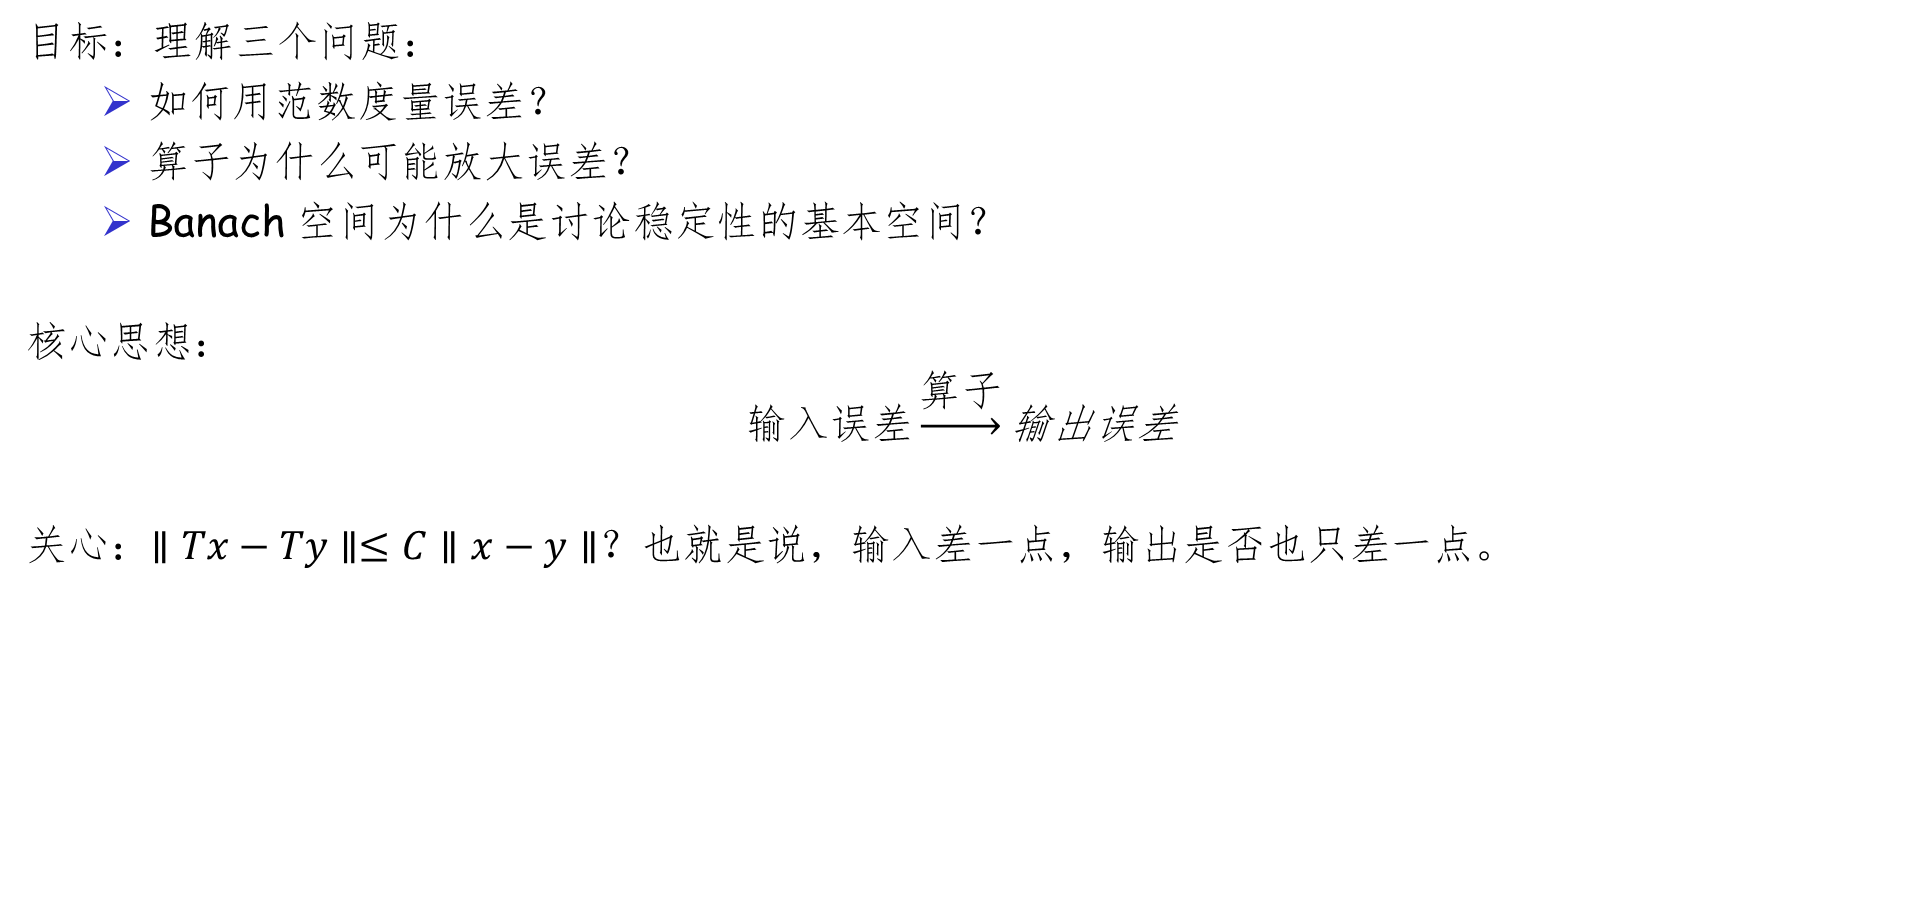 目标：理解三个问题：
➢ 如何用范数度量误差？
➢ 算子为什么可能放大误差？
➢ Banach 空间为什么是讨论稳定性的基本空间？
核心思想：
算子
输入误差 ⟶ 输出误差
关心：‖ Tx − Ty ‖≤ C ‖ x − y ‖？也就是说，输入差一点，输出是否也只差一点。